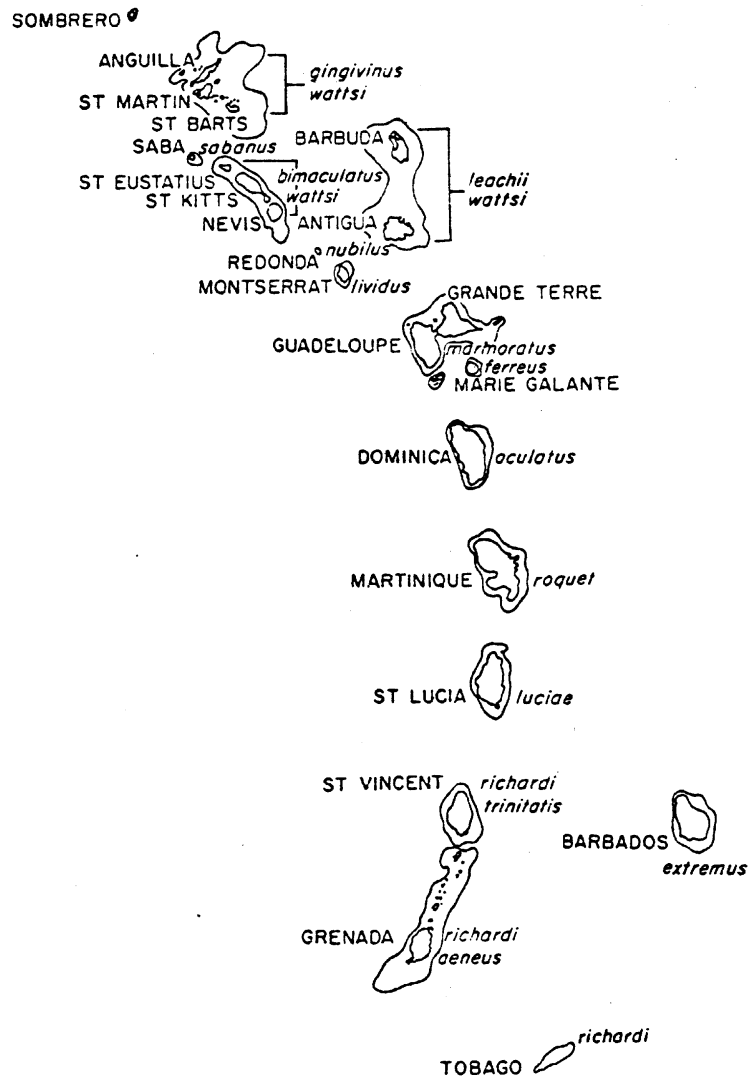 SOMBRERO
ANGUILLA
gingivinus
wattsi
ST MARTIN
ST BARTS
SABA sabanus
BARBUDA
ST EUSTATIUS
bimaculatus
wattsi
leachii
wattsi
ST KITTS
NEVIS
ANTIGUA
REDONDA nubilus
MONTSERRAT lividus
GRANDE TERRE
GUADELOUPE
marmoratus
ferreus
MARIE GALANTE
DOMINICA oculatus
MARTINIQUE roquet
ST LUCIA luciae
ST VINCENT richardi
trinitatis
BARBADOS
extremus
GRENADA richardi
aeneus
richardi
TOBAGO